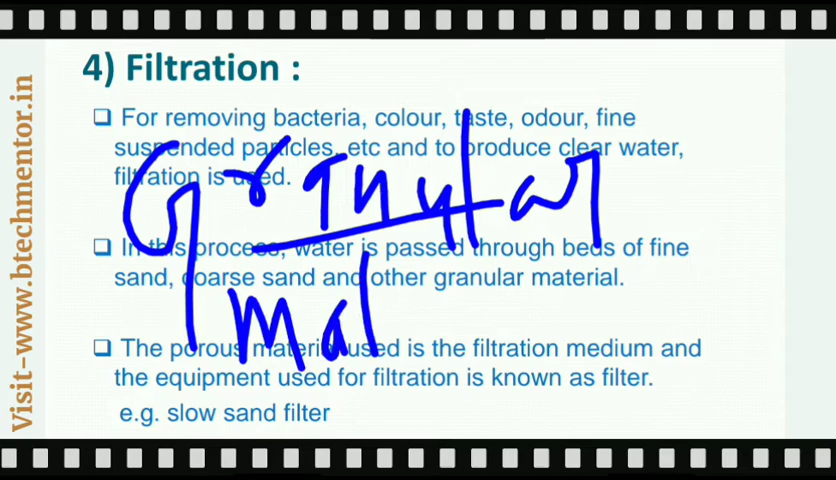 4) Filtration :
❑ For removing bacteria, colour, taste, odour, fine
suspended particles, etc and to produce clear water,
filtration is used.
❑ In this process, water is passed through beds of fine
sand, coarse sand and other granular material.
❑ The porous material used is the filtration medium and
the equipment used for filtration is known as filter.
e.g. slow sand filter
Visit-www.btechmentor.in